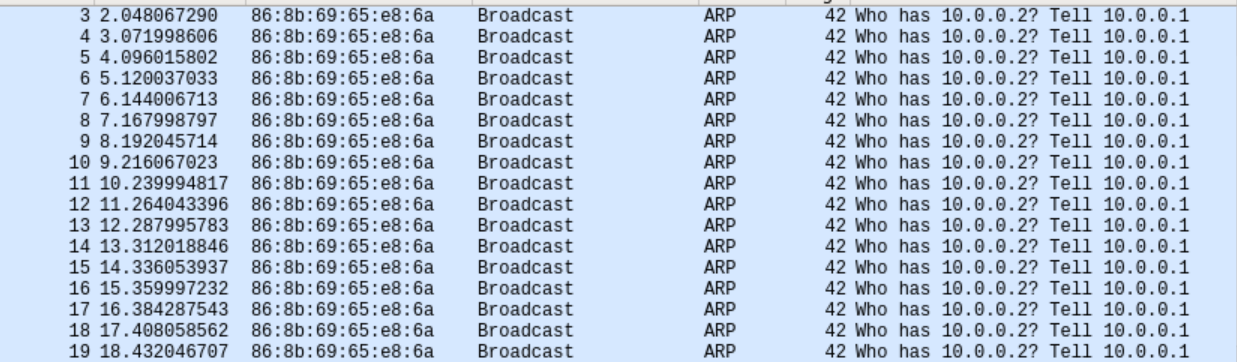 3 2.048067290 86:8b:69:65:e8:6a Broadcast ARP 42 Who has 10.0.0.2? Tell 10.0.0.1
4 3.071998606 86:8b:69:65:e8:6a Broadcast ARP 42 Who has 10.0.0.2? Tell 10.0.0.1
5 4.096015802 86:8b:69:65:e8:6a Broadcast ARP 42 Who has 10.0.0.2? Tell 10.0.0.1
6 5.120037033 86:8b:69:65:e8:6a Broadcast ARP 42 Who has 10.0.0.2? Tell 10.0.0.1
7 6.144006713 86:8b:69:65:e8:6a Broadcast ARP 42 Who has 10.0.0.2? Tell 10.0.0.1
8 7.167998797 86:8b:69:65:e8:6a Broadcast ARP 42 Who has 10.0.0.2? Tell 10.0.0.1
9 8.192045714 86:8b:69:65:e8:6a Broadcast ARP 42 Who has 10.0.0.2? Tell 10.0.0.1
10 9.216067023 86:8b:69:65:e8:6a Broadcast ARP 42 Who has 10.0.0.2? Tell 10.0.0.1
11 10.239994817 86:8b:69:65:e8:6a Broadcast ARP 42 Who has 10.0.0.2? Tell 10.0.0.1
12 11.264043396 86:8b:69:65:e8:6a Broadcast ARP 42 Who has 10.0.0.2? Tell 10.0.0.1
13 12.287995783 86:8b:69:65:e8:6a Broadcast ARP 42 Who has 10.0.0.2? Tell 10.0.0.1
14 13.312018846 86:8b:69:65:e8:6a Broadcast ARP 42 Who has 10.0.0.2? Tell 10.0.0.1
15 14.336053937 86:8b:69:65:e8:6a Broadcast ARP 42 Who has 10.0.0.2? Tell 10.0.0.1
16 15.359997232 86:8b:69:65:e8:6a Broadcast ARP 42 Who has 10.0.0.2? Tell 10.0.0.1
17 16.384287543 86:8b:69:65:e8:6a Broadcast ARP 42 Who has 10.0.0.2? Tell 10.0.0.1
18 17.408058562 86:8b:69:65:e8:6a Broadcast ARP 42 Who has 10.0.0.2? Tell 10.0.0.1
19 18.432046707 86:8b:69:65:e8:6a Broadcast ARP 42 Who has 10.0.0.2? Tell 10.0.0.1